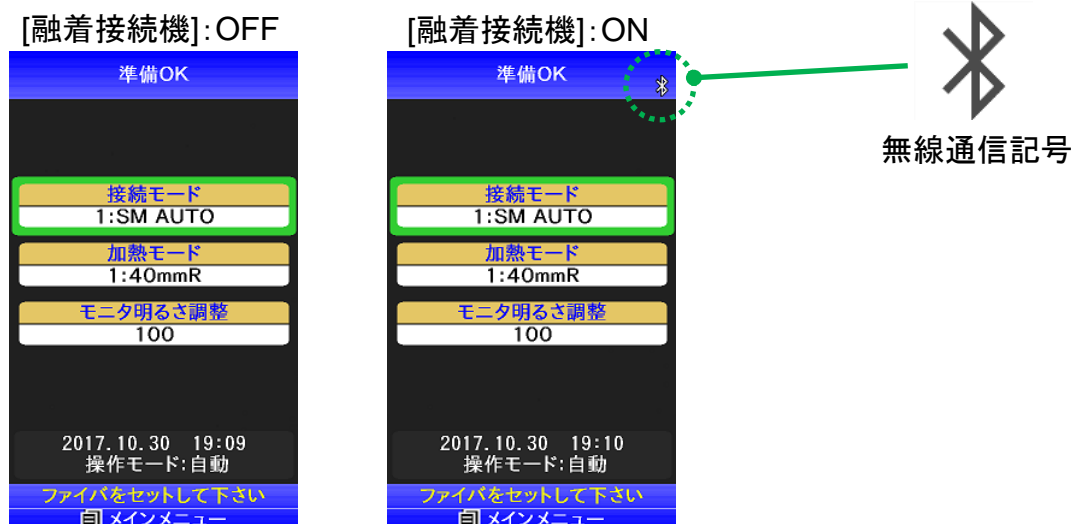 [融着接続機]:OFF
準備OK
接続モード
1:SM AUTO
加熱モード
1:40mmR
モニタ明るさ調整
100
2017.10.30 19:09
操作モード:自動
ファイバをセットして下さい
メインメニュー
[融着接続機]:ON
準備OK
接続モード
1:SM AUTO
加熱モード
1:40mmR
モニタ明るさ調整
100
2017.10.30 19:10
操作モード:自動
ファイバをセットして下さい
メインメニュー
無線通信記号